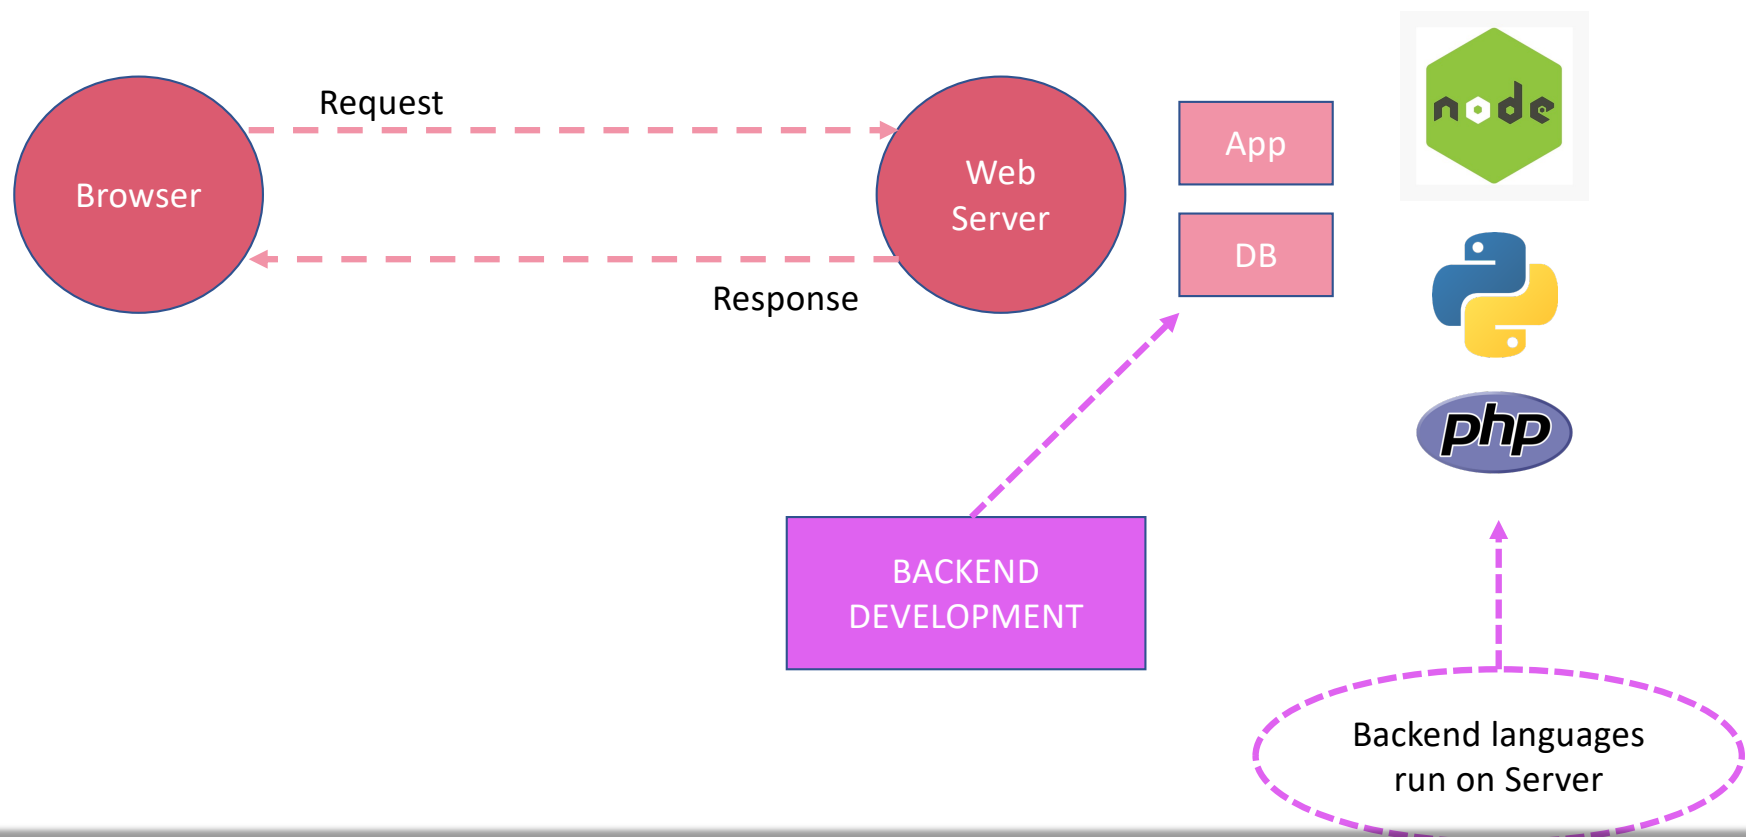 Request
Browser
Web
Server
Response
App
DB
node
php
BACKEND
DEVELOPMENT
Backend languages
run on Server